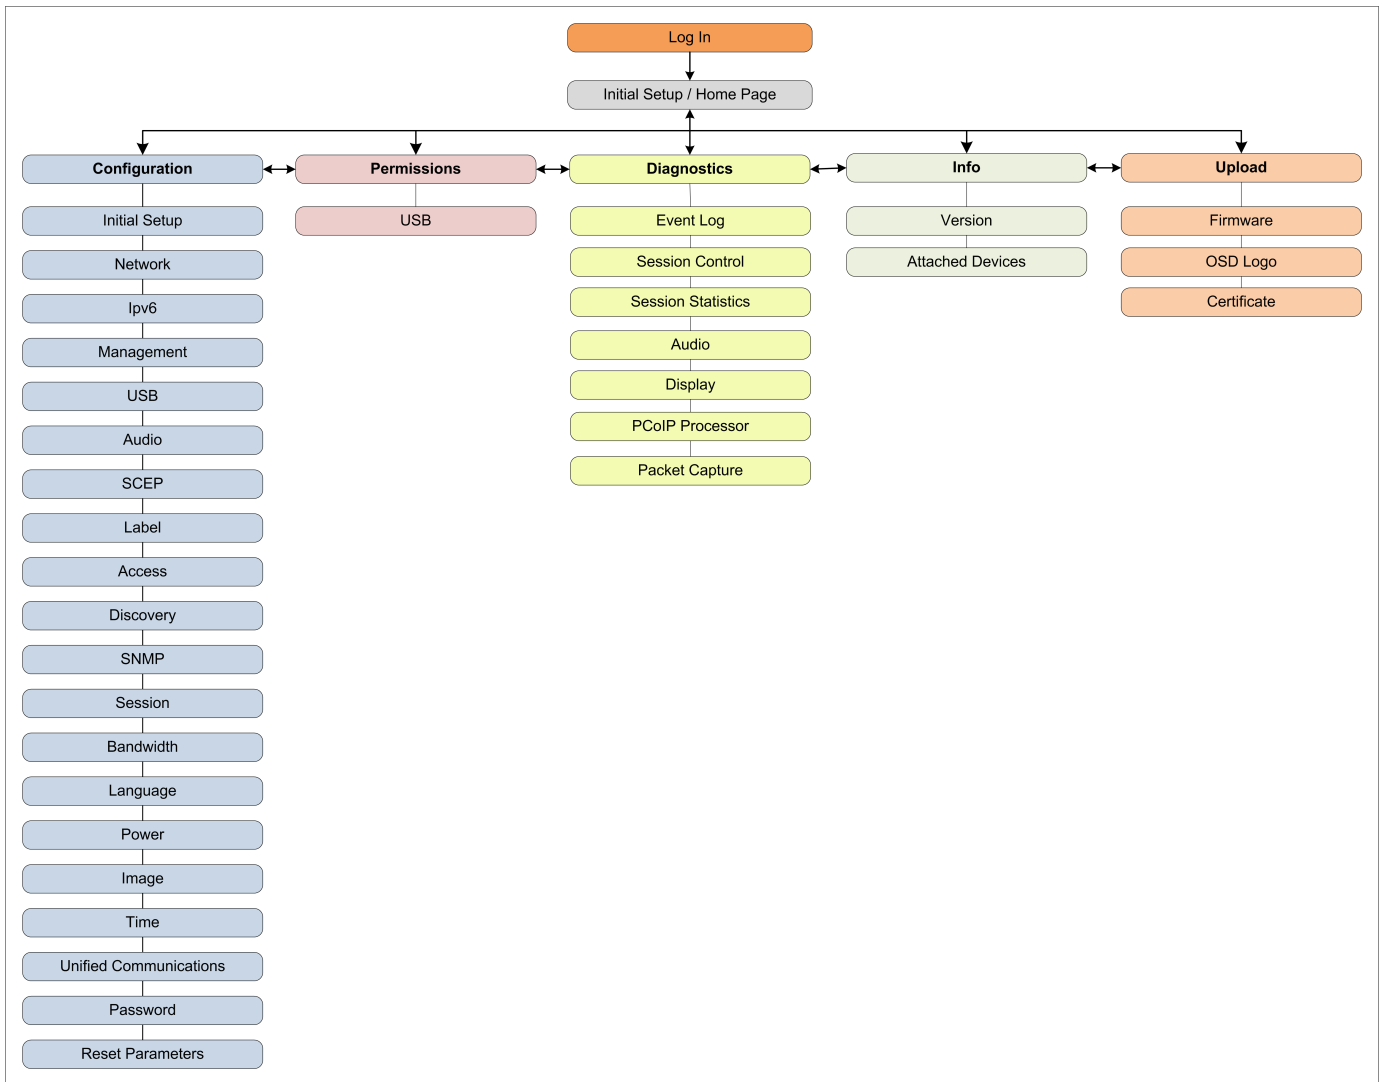 Log In
Initial Setup / Home Page
Configuration
Permissions
Diagnostics
Info
Upload
Initial Setup
Network
Ipv6
Management
USB
Audio
SCEP
Label
Access
Discovery
SNMP
Session
Bandwidth
Language
Power
Image
Time
Unified Communications
Password
Reset Parameters
USB
Event Log
Session Control
Session Statistics
Audio
Display
PCoIP Processor
Packet Capture
Version
Attached Devices
Firmware
OSD Logo
Certificate